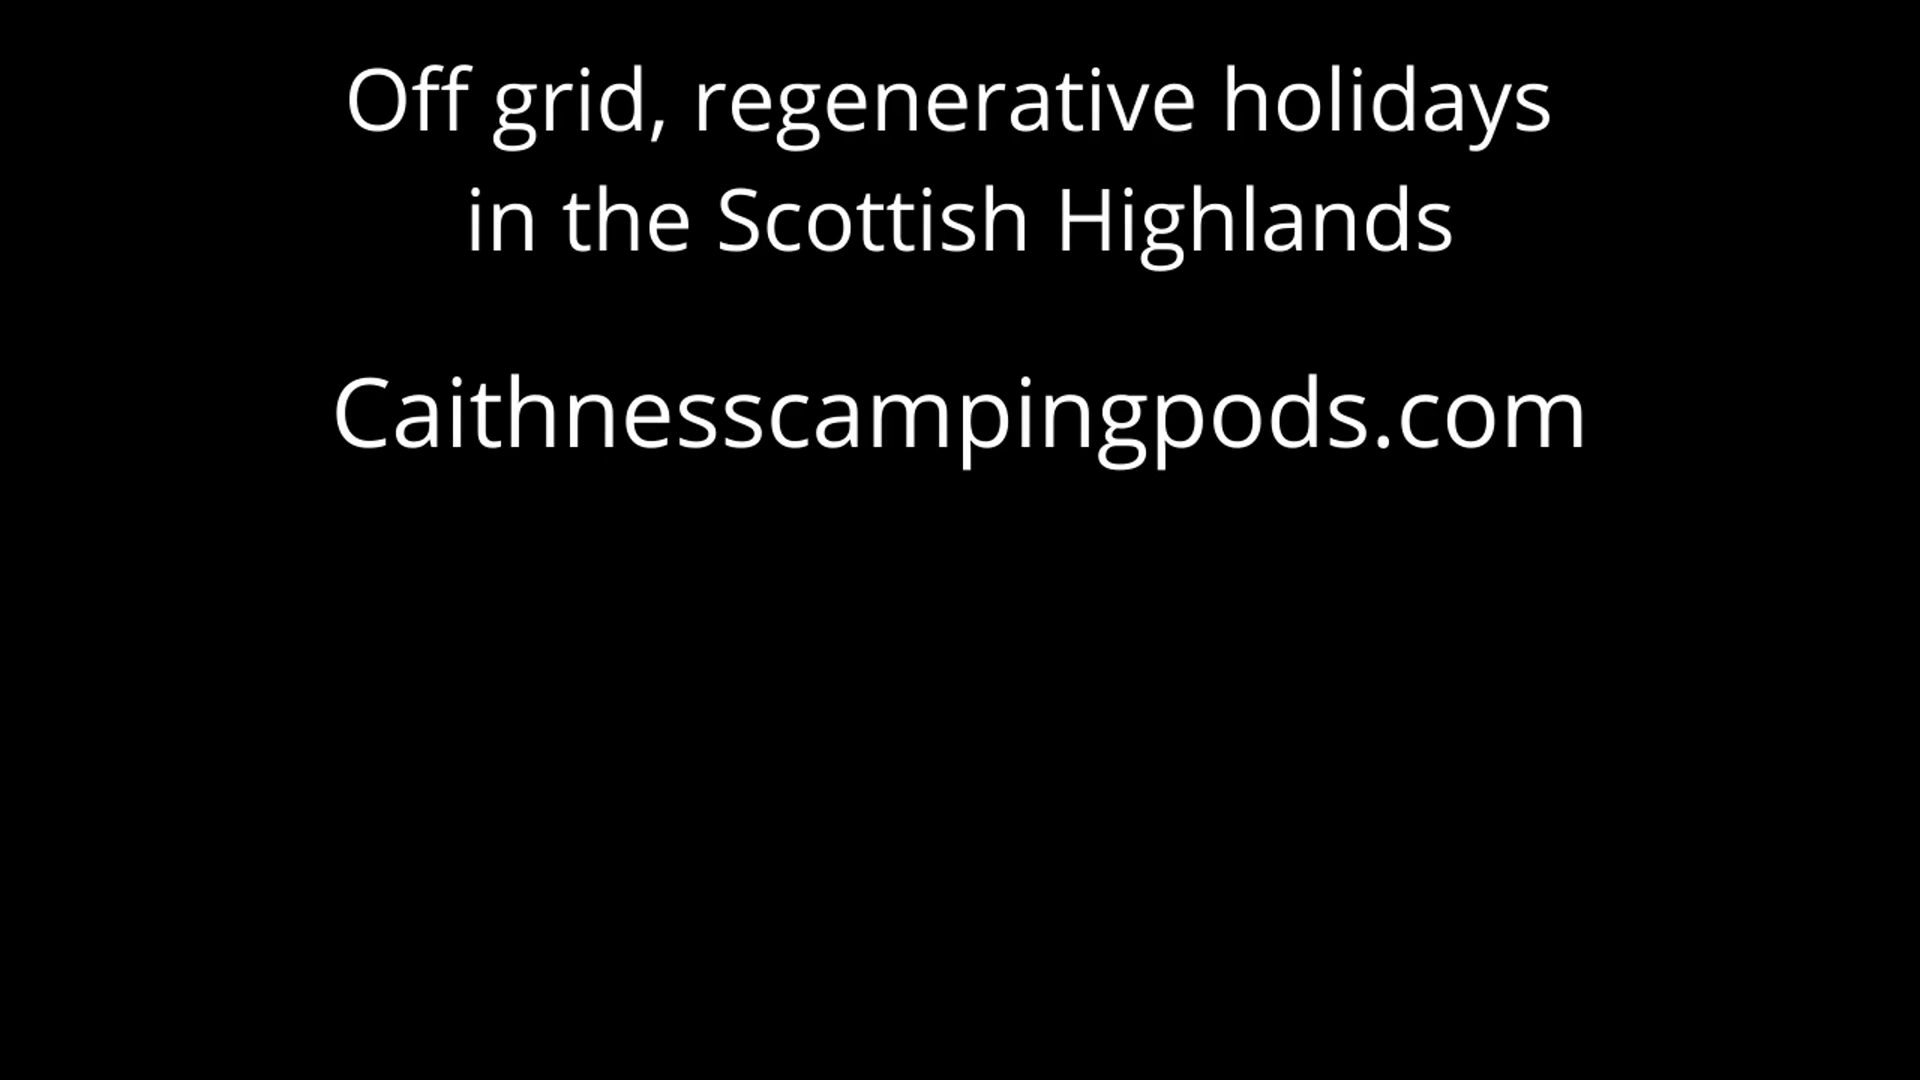 Off grid, regenerative holidays
in the Scottish Highlands
Caithnesscampingpods.com